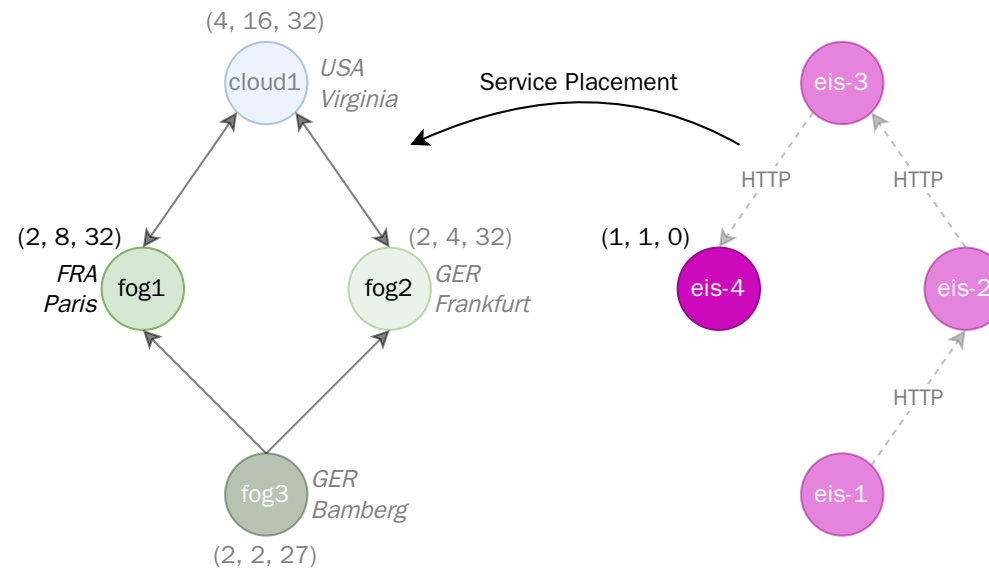 (4, 16, 32)
cloud1
USA
Virginia
Service Placement
eis-3
HTTP
HTTP
(2, 8, 32)
FRA
Paris
fog1
(2, 4, 32)
fog2
GER
Frankfurt
(1, 1, 0)
eis-4
eis-2
HTTP
fog3
GER
Bamberg
(2, 2, 27)
eis-1